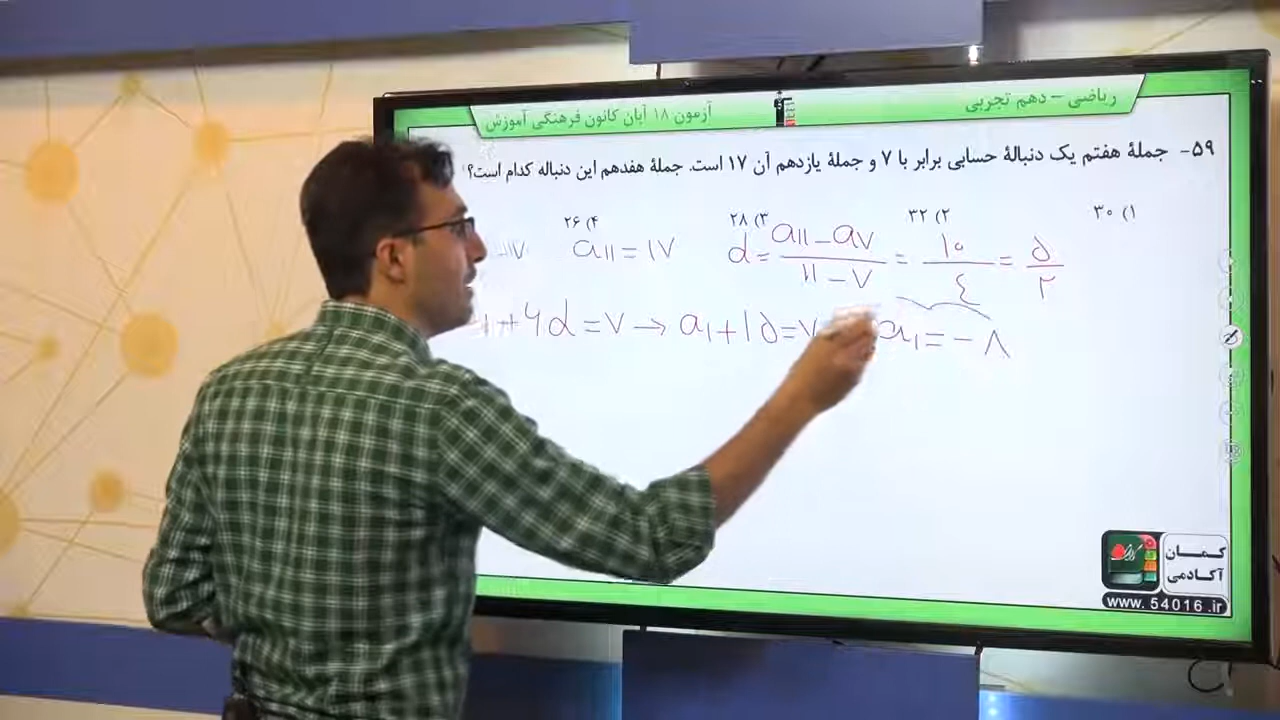 ریاضی – دهم تجربی
آزمون ۱۸ آبان کانون فرهنگی آموزش
۵۹- جملهٔ هفتم یک دنبالهٔ حسابی برابر با ۷ و جملهٔ یازدهم آن ۱۷ است. جملهٔ هفدهم این دنباله کدام است؟
۱) ۳۰ ۲) ۳۲ ۳) ۲۸ ۴) ۲۶
=۷ a۱۱ = ۱۷ d = a۱۱ – a۷ / ۱۱ – ۷ = ۱۰ / ۴ = ۵ / ۲
+ ۶d = ۷ → a۱ + ۱۵ = ۷ a۱ = – ۸
کمان
آکادمی
www.54016.ir